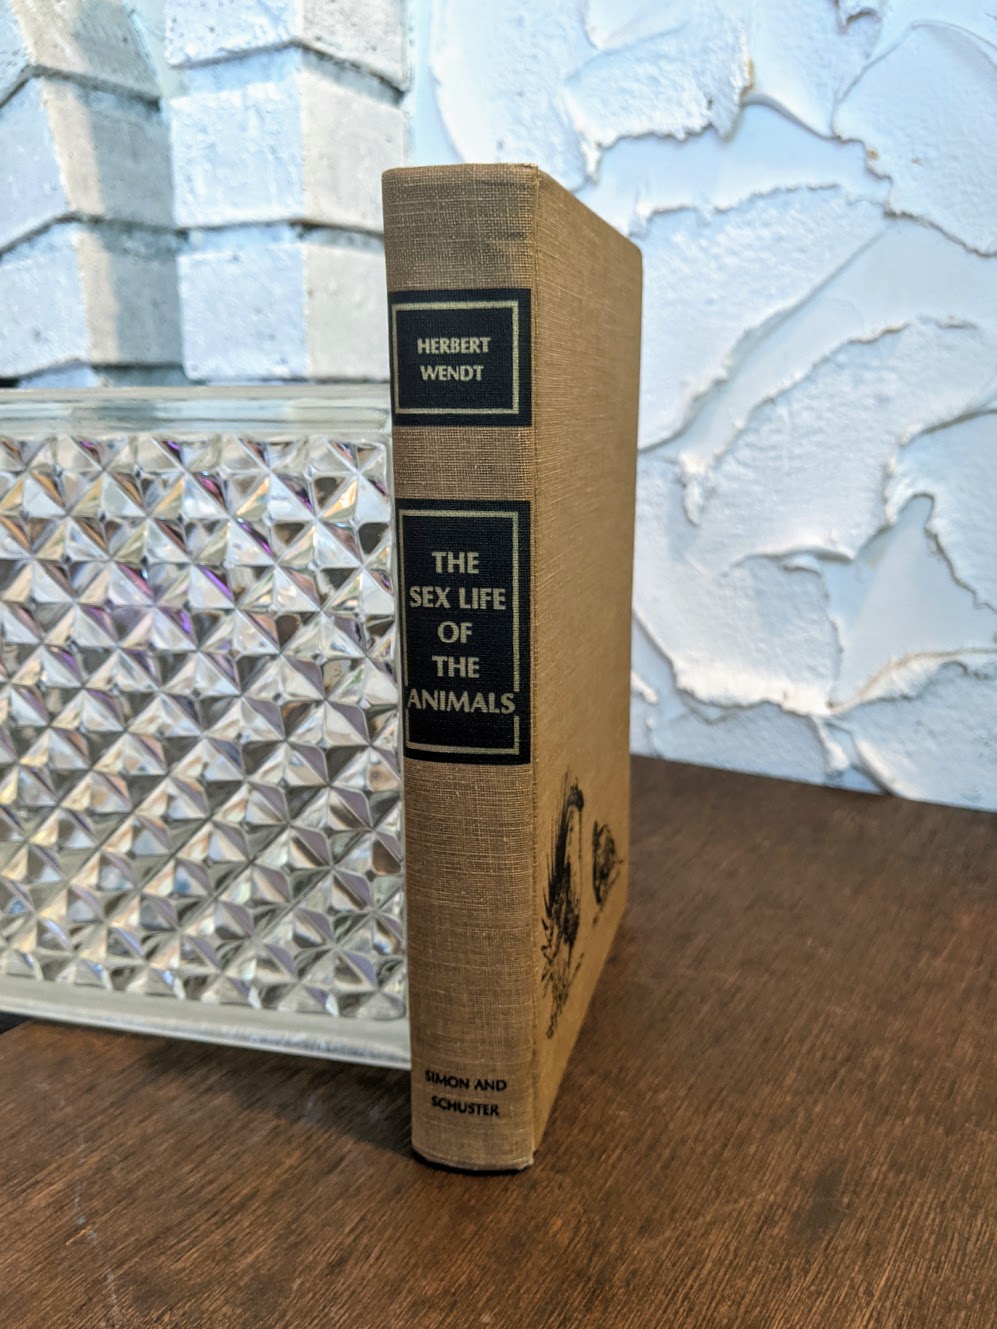 HERBERT
WENDT
THE
SEX LIFE
OF
THE
ANIMALS
SIMON AND
SCHUSTER